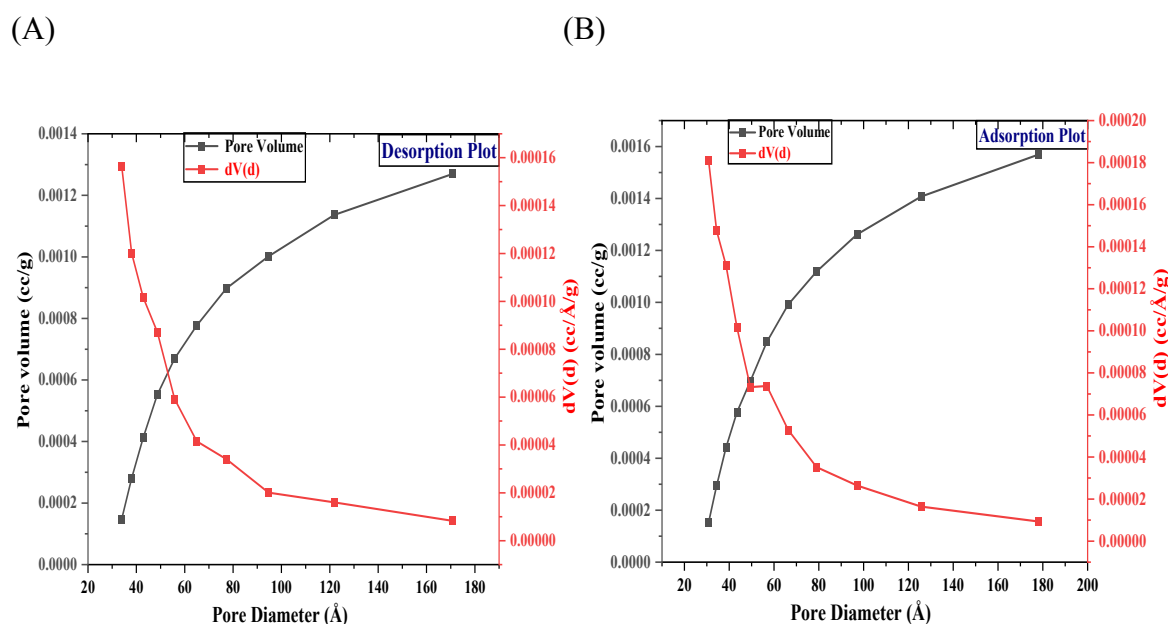 (A)
(B)
Pore Volume
dV(d)
Desorption Plot
0.0014
0.0012
0.0010
0.0008
0.0006
0.0004
0.0002
0.0000
Pore volume (cc/g)
0.00016
0.00014
0.00012
0.00010
0.00008
0.00006
0.00004
0.00002
0.00000
dV(d) (cc/Å/g)
20 40 60 80 100 120 140 160 180
Pore Diameter (Å)
Pore Volume
dV(d)
Adsorption Plot
0.0016
0.0014
0.0012
0.0010
0.0008
0.0006
0.0004
0.0002
0.0000
Pore volume (cc/g)
0.00020
0.00018
0.00016
0.00014
0.00012
0.00010
0.00008
0.00006
0.00004
0.00002
0.00000
dV(d) (cc/Å/g)
20 40 60 80 100 120 140 160 180 200
Pore Diameter (Å)